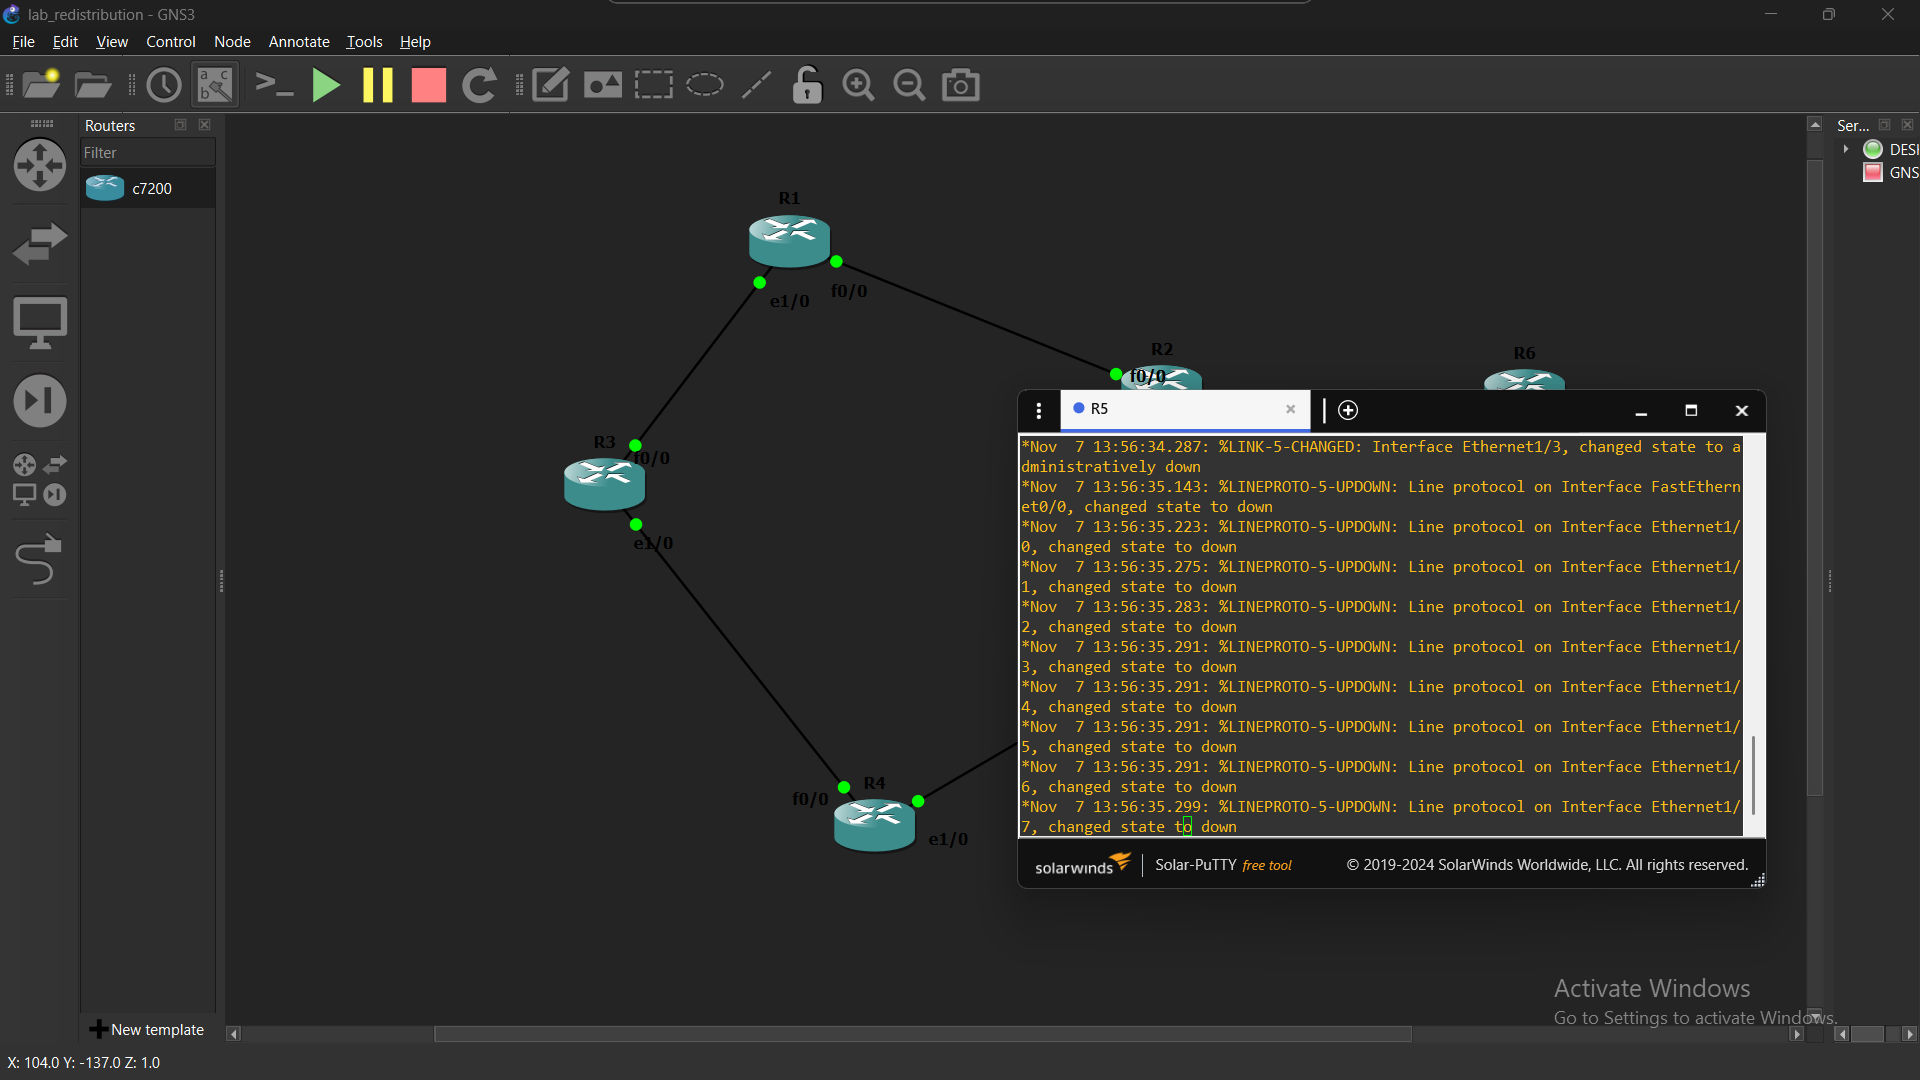 lab_redistribution - GNS3
File Edit View Control Node Annotate Tools Help
Routers
Filter
c7200
New template
R1
e1/0
f0/0
R2
f0/0
R6
R3
f0/0
e1/0
R4
f0/0
e1/0
Ser...
DESI
GNS
R5
*Nov  7 13:56:34.287: %LINK-5-CHANGED: Interface Ethernet1/3, changed state to a
dministratively down
*Nov  7 13:56:35.143: %LINEPROTO-5-UPDOWN: Line protocol on Interface FastEthern
et0/0, changed state to down
*Nov  7 13:56:35.223: %LINEPROTO-5-UPDOWN: Line protocol on Interface Ethernet1/
0, changed state to down
*Nov  7 13:56:35.275: %LINEPROTO-5-UPDOWN: Line protocol on Interface Ethernet1/
1, changed state to down
*Nov  7 13:56:35.283: %LINEPROTO-5-UPDOWN: Line protocol on Interface Ethernet1/
2, changed state to down
*Nov  7 13:56:35.291: %LINEPROTO-5-UPDOWN: Line protocol on Interface Ethernet1/
3, changed state to down
*Nov  7 13:56:35.291: %LINEPROTO-5-UPDOWN: Line protocol on Interface Ethernet1/
4, changed state to down
*Nov  7 13:56:35.291: %LINEPROTO-5-UPDOWN: Line protocol on Interface Ethernet1/
5, changed state to down
*Nov  7 13:56:35.291: %LINEPROTO-5-UPDOWN: Line protocol on Interface Ethernet1/
6, changed state to down
*Nov  7 13:56:35.299: %LINEPROTO-5-UPDOWN: Line protocol on Interface Ethernet1/
7, changed state to down
solarwinds Solar-PuTTY free tool © 2019-2024 SolarWinds Worldwide, LLC. All rights reserved.
Activate Windows
Go to Settings to activate Windows.
X: 104.0 Y: -137.0 Z: 1.0